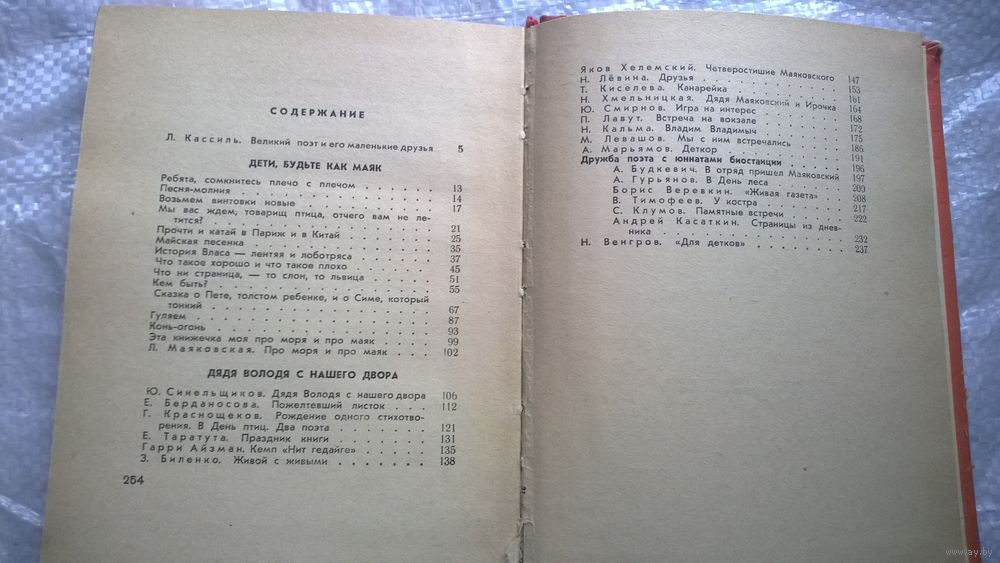 СОДЕРЖАНИЕ
Л. Кассиль. Великий поэт и его маленькие друзья 5
ДЕТИ, БУДЬТЕ КАК МАЯК
Ребята, сомкнитесь плечо с плечом . . . . . . 13
Песня-молния . . . . . . . . . . . . 14
Возьмем винтовки новые . . . . . . . . . 17
Мы вас ждем, товарищ птица, отчего вам не ле-
тится? . . . . . . . . . . . . . . 21
Прочти и катай в Париж и в Китай . . . . . . 25
Майская песенка . . . . . . . . . . . 35
История Власа — лентяя и лоботряса . . . . . 37
Что такое хорошо и что такое плохо . . . . . 45
Что ни страница, — то слон, то львица . . . . . 51
Кем быть? . . . . . . . . . . . . . 55
Сказка о Пете, толстом ребенке, и о Симе, который
тонкий . . . . . . . . . . . . . . 67
Гуляем . . . . . . . . . . . . . . 87
Конь-огонь . . . . . . . . . . . . . 93
Эта книжечка моя про моря и про маяк . . . . 99
Л. Маяковская. Про моря и про маяк . . . 102
ДЯДЯ ВОЛОДЯ С НАШЕГО ДВОРА
Ю. Синельщиков. Дядя Володя с нашего двора 106
Е. Берданосова. Пожелтевший листок . . . 112
Г. Краснощеков. Рождение одного стихотво-
рения. В День птиц. Два поэта . . . . . . 121
Е. Таратута. Праздник книги . . . . . . 131
Гарри Айзман. Кемп «Нит гедайге» . . . . . 135
З. Биленко. Живой с живыми . . . . . . . 138
254
Яков Хелемский. Четверостишие Маяковского 147
Н. Лёвина. Друзья . . . . . . . . . 153
Т. Киселева. Канарейка . . . . . . . 161
Н. Хмельницкая. Дядя Маяковский и Ирочка 164
Ю. Смирнов. Игра на интерес . . . . . . 168
П. Лавут. Встреча на вокзале . . . . . . 172
Н. Кальма. Владим Владимыч . . . . . . 175
М. Левашов. Мы с ним встречались . . . . 186
А. Марьямов. Деткор . . . . . . . . . 191
Дружба поэта с юннатами биостанции . . . . . 196
А. Будкевич. В отряд пришел Маяковский 197
А. Гурьянов. В День леса . . . . . . 200
Борис Веревкин. «Живая газета» . . . . 208
В. Тимофеев. У костра . . . . . . . 217
С. Клумов. Памятные встречи . . . . . 222
Андрей Касаткин. Страницы из днев-
ника . . . . . . . . . . . . . . 232
Н. Венгров. «Для детков» . . . . . . . 237
www.ay.by